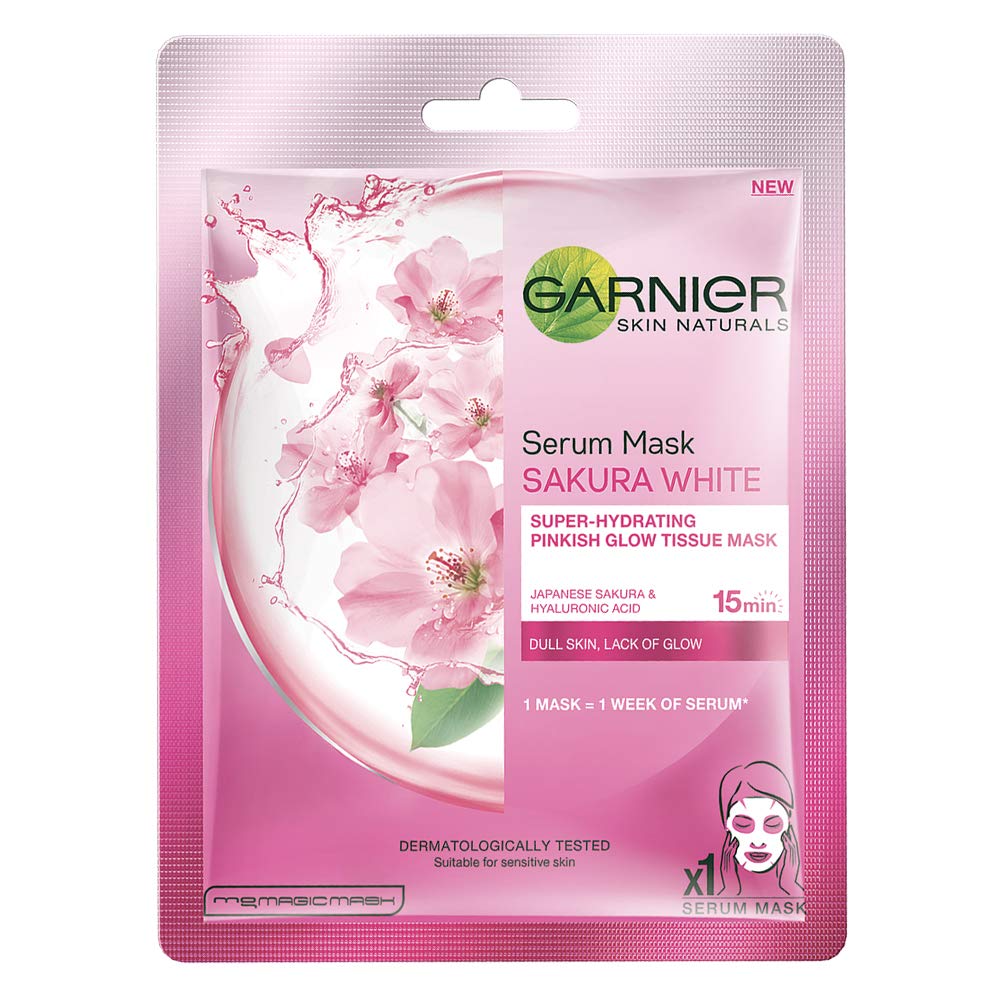 NEW
GARNIER
SKIN NATURALS
Serum Mask
SAKURA WHITE
SUPER-HYDRATING
PINKISH GLOW TISSUE MASK
JAPANESE SAKURA &
HYALURONIC ACID
15min
DULL SKIN, LACK OF GLOW
1 MASK = 1 WEEK OF SERUM*
DERMATOLOGICALLY TESTED
Suitable for sensitive skin
MAGICMASK
x1
SERUM MASK